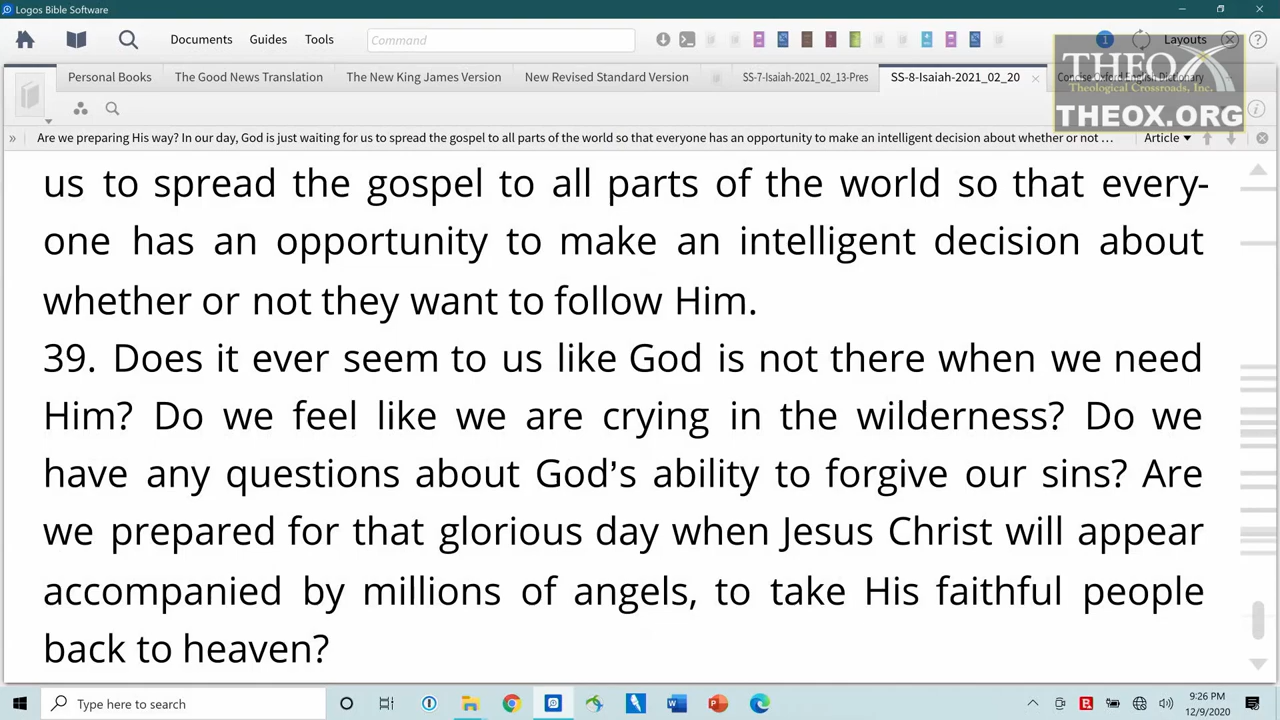 Logos Bible Software
Documents Guides Tools Command 1 Layouts
Personal Books The Good News Translation The New King James Version New Revised Standard Version SS-7-Isaiah-2021_02_13-Pres SS-8-Isaiah-2021_02_20 Concise Oxford English Dictionary
THEOX
Theological Crossroads, Inc.
THEOX.ORG
» Are we preparing His way? In our day, God is just waiting for us to spread the gospel to all parts of the world so that everyone has an opportunity to make an intelligent decision about whether or not ... Article
us to spread the gospel to all parts of the world so that every-
one has an opportunity to make an intelligent decision about
whether or not they want to follow Him.
39. Does it ever seem to us like God is not there when we need
Him? Do we feel like we are crying in the wilderness? Do we
have any questions about God’s ability to forgive our sins? Are
we prepared for that glorious day when Jesus Christ will appear
accompanied by millions of angels, to take His faithful people
back to heaven?
Type here to search
9:26 PM
12/9/2020